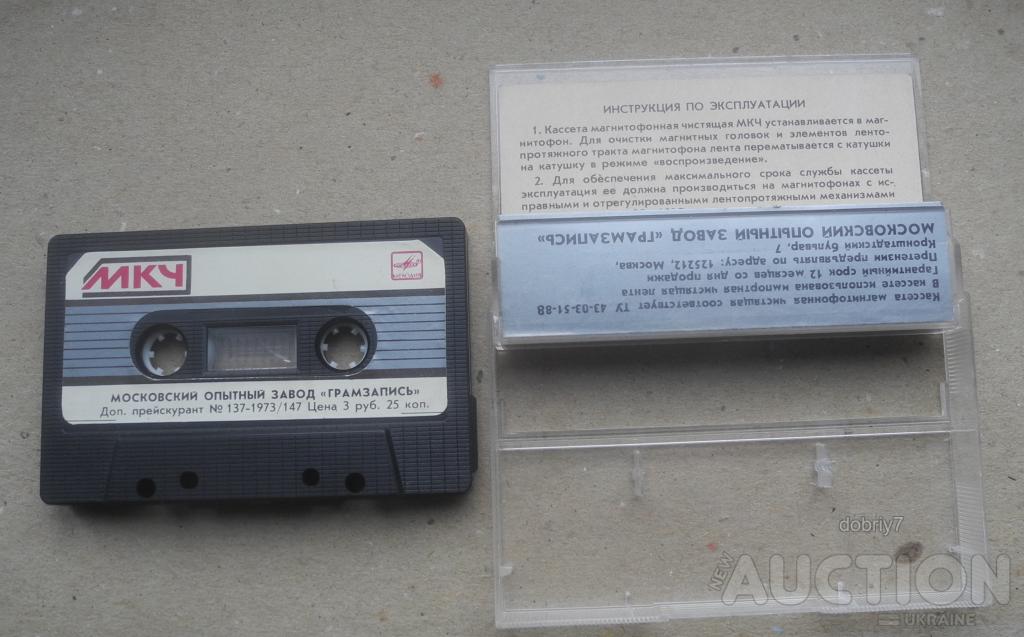 МКЧ
МЕЛОДИЯ
МОСКОВСКИЙ ОПЫТНЫЙ ЗАВОД «ГРАМЗАПИСЬ»
Доп. прейскурант № 137-1973/147 Цена 3 руб. 25 коп.
ИНСТРУКЦИЯ ПО ЭКСПЛУАТАЦИИ
1. Кассета магнитофонная чистящая МКЧ устанавливается в маг-
нитофон. Для очистки магнитных головок и элементов ленто-
протяжного тракта магнитофона лента перематывается с катушки
на катушку в режиме «воспроизведение».
2. Для обеспечения максимального срока службы кассеты
эксплуатация ее должна производиться на магнитофонах с ис-
правными и отрегулированными лентопротяжными механизмами
Кассета магнитофонная чистящая соответствует ТУ 43-03-51-88
В кассете использована импортная чистящая лента
Гарантийный срок 12 месяцев со дня продажи
Претензии предъявлять по адресу: 125212, Москва,
Кронштадтский бульвар, 7
МОСКОВСКИЙ ОПЫТНЫЙ ЗАВОД «ГРАМЗАПИСЬ»
dobriy7
NEW AUCTION
UKRAINE